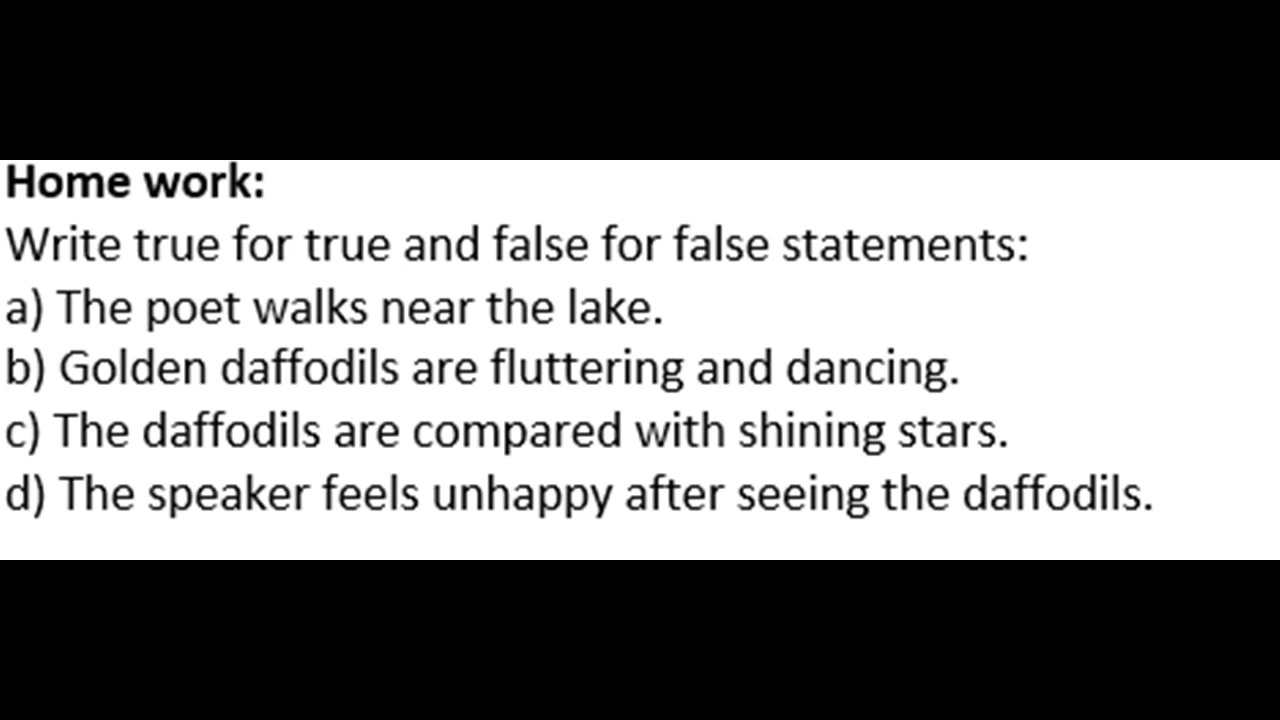 Home work:
Write true for true and false for false statements:
a) The poet walks near the lake.
b) Golden daffodils are fluttering and dancing.
c) The daffodils are compared with shining stars.
d) The speaker feels unhappy after seeing the daffodils.